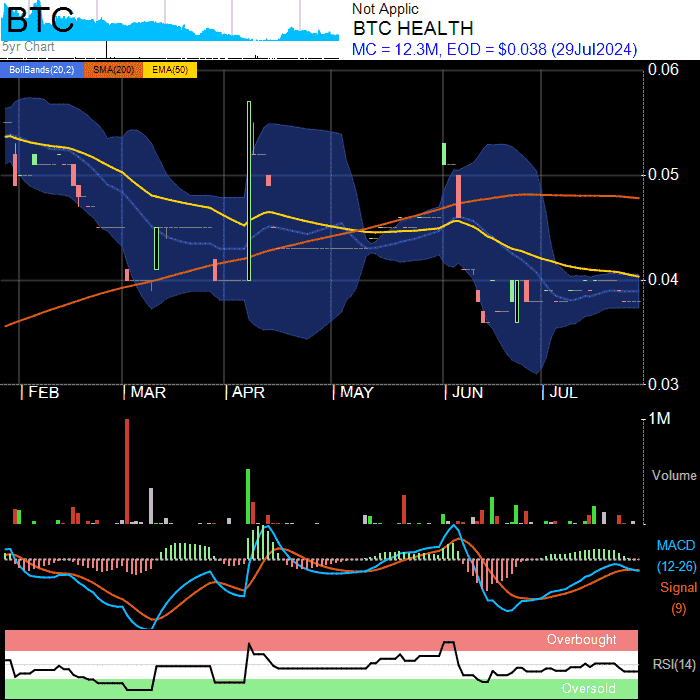 BTC
5yr Chart
Not Applic
BTC HEALTH
MC = 12.3M, EOD = $0.038 (29Jul2024)
BollBands(20,2) SMA(200) EMA(50)
0.06
0.05
0.04
0.03
FEB MAR APR MAY JUN JUL
1M
Volume
MACD
(12-26)
Signal
(9)
Overbought
RSI(14)
Oversold